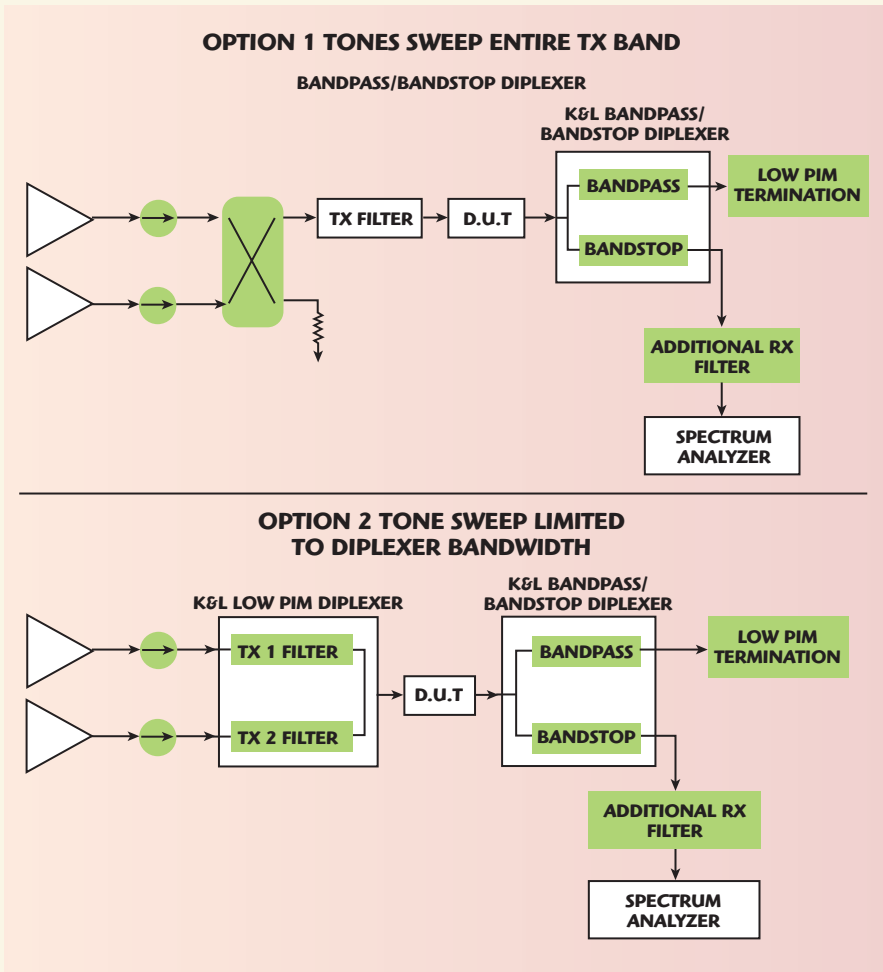 OPTION 1 TONES SWEEP ENTIRE TX BAND
BANDPASS/BANDSTOP DIPLEXER
K&L BANDPASS/
BANDSTOP DIPLEXER
BANDPASS
LOW PIM
TERMINATION
TX FILTER
D.U.T
BANDSTOP
ADDITIONAL RX
FILTER
SPECTRUM
ANALYZER
OPTION 2 TONE SWEEP LIMITED
TO DIPLEXER BANDWIDTH
K&L LOW PIM DIPLEXER
K&L BANDPASS/
BANDSTOP DIPLEXER
TX 1 FILTER
BANDPASS
LOW PIM
TERMINATION
D.U.T
TX 2 FILTER
BANDSTOP
ADDITIONAL RX
FILTER
SPECTRUM
ANALYZER